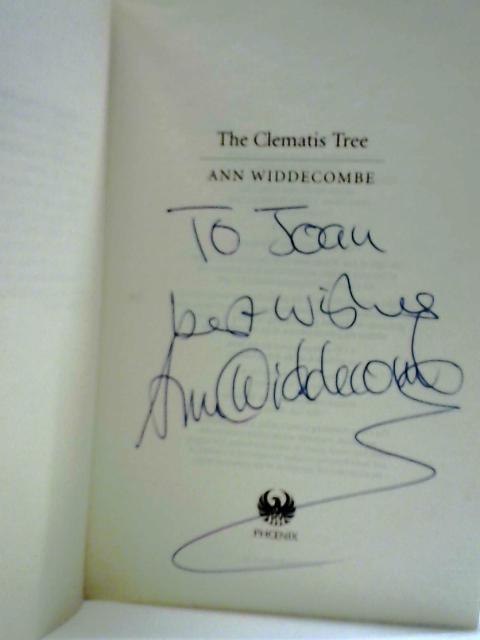 The Clematis Tree
ANN WIDDECOMBE
To Joan
best wishes
Ann Widdecombe
PHOENIX